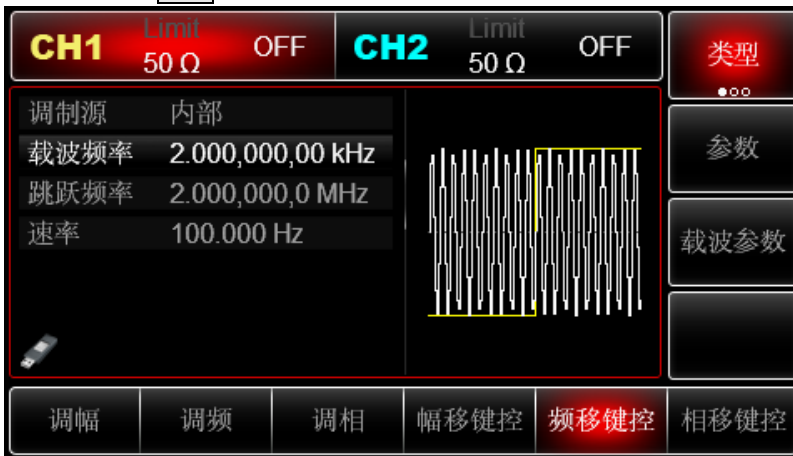 CH1 Limit 50 Ω OFF
CH2 Limit 50 Ω OFF
类型
调制源 内部
载波频率 2.000,000,00 kHz
跳跃频率 2.000,000,0 MHz
速率 100.000 Hz
参数
载波参数
调幅 调频 调相 幅移键控 频移键控 相移键控